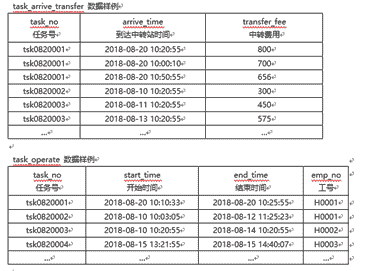 task_arrive_transfer 数据样例
task_no arrive_time transfer_fee
任务号 到达中转站时间 中转费用
tsk0820001 2018-08-20 10:20:55 800
tsk0820001 2018-08-20 10:00:10 700
tsk0820001 2018-08-20 10:50:55 656
tsk0820002 2018-08-10 10:20:55 300
tsk0820003 2018-08-11 10:20:55 450
tsk0820003 2018-08-13 10:20:55 575
... ... ...
task_operate 数据样例
task_no start_time end_time emp_no
任务号 开始时间 结束时间 工号
tsk0820001 2018-08-20 10:10:33 2018-08-20 10:25:55 H0001
tsk0820002 2018-08-10 10:03:05 2018-08-12 11:25:23 H0001
tsk0820003 2018-08-10 10:20:55 2018-08-14 10:20:55 H0002
tsk0820004 2018-08-15 13:21:55 2018-08-15 14:40:07 H0003
... ... ... ...